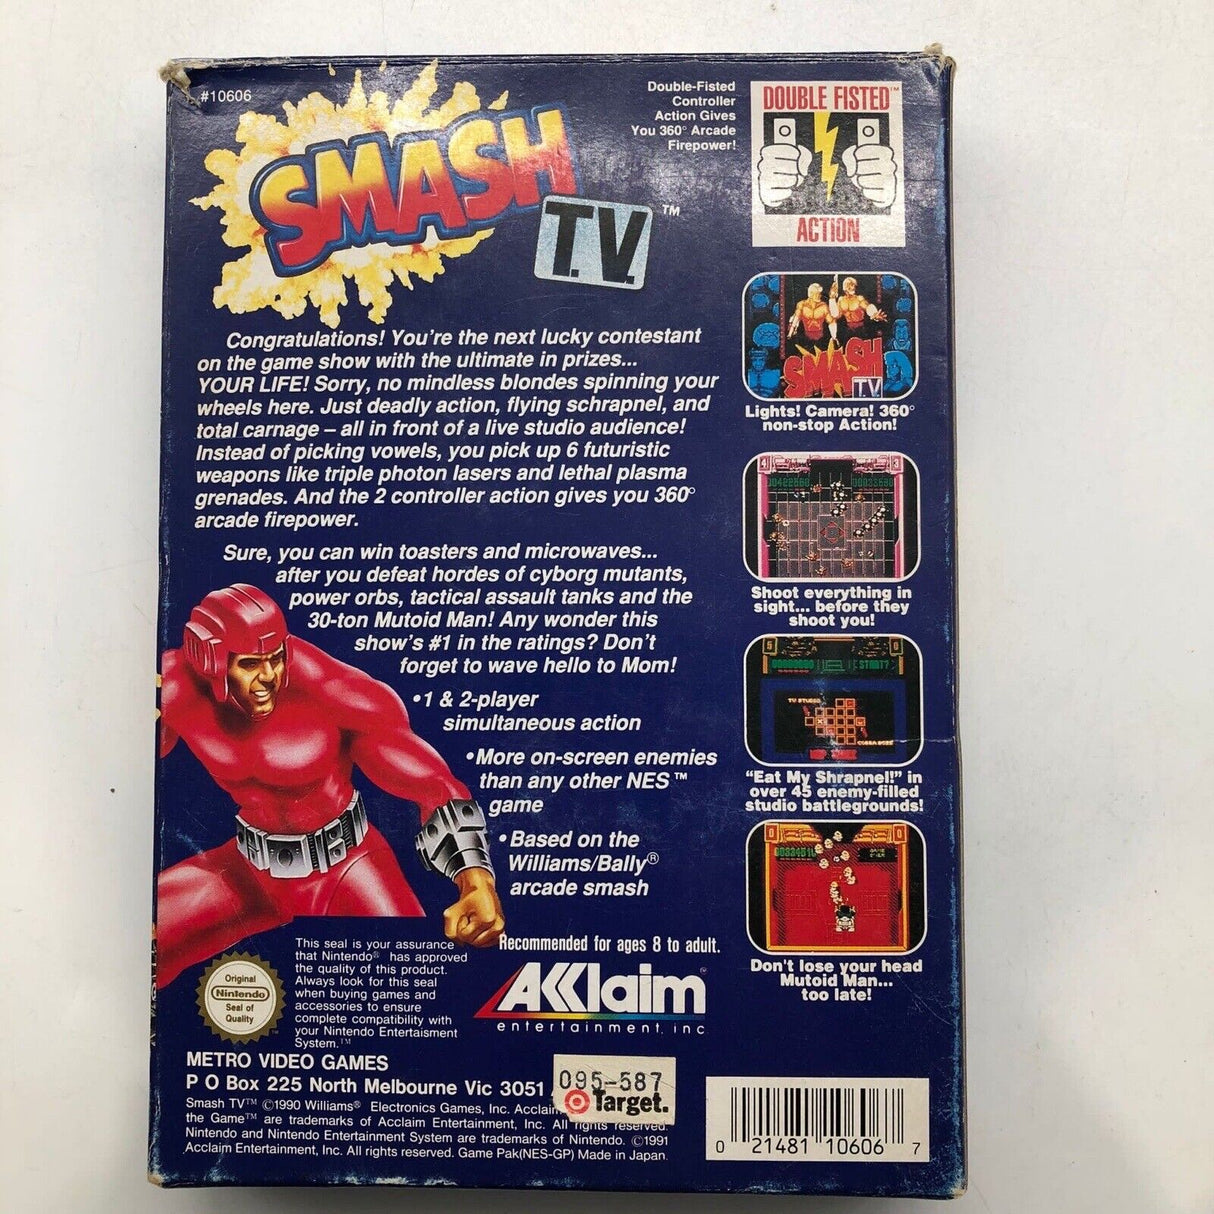 #10606
SMASH
T.V.™
Double-Fisted
Controller
Action Gives
You 360° Arcade
Firepower!
DOUBLE FISTED™
ACTION
Congratulations! You're the next lucky contestant
on the game show with the ultimate in prizes...
YOUR LIFE! Sorry, no mindless blondes spinning your
wheels here. Just deadly action, flying schrapnel, and
total carnage – all in front of a live studio audience!
Instead of picking vowels, you pick up 6 futuristic
weapons like triple photon lasers and lethal plasma
grenades. And the 2 controller action gives you 360°
arcade firepower.
Sure, you can win toasters and microwaves...
after you defeat hordes of cyborg mutants,
power orbs, tactical assault tanks and the
30-ton Mutoid Man! Any wonder this
show's #1 in the ratings? Don't
forget to wave hello to Mom!
•1 & 2-player
simultaneous action
•More on-screen enemies
than any other NES™
game
•Based on the
Williams/Bally®
arcade smash
SMASH
T.V.
Lights! Camera! 360°
non-stop Action!
Shoot everything in
sight... before they
shoot you!
START?
TV STUDIO
COBRA BOSS
"Eat My Shrapnel!" in
over 45 enemy-filled
studio battlegrounds!
Don't lose your head
Mutoid Man...
too late!
This seal is your assurance
that Nintendo® has approved
the quality of this product.
Always look for this seal
when buying games and
accessories to ensure
complete compatibility with
your Nintendo Entertaisment
System.™
Original
Nintendo
Seal of
Quality
Recommended for ages 8 to adult.
AKKlaim™
entertainment, inc
METRO VIDEO GAMES
P O Box 225 North Melbourne Vic 3051
095-587
Target.
Smash TV™ ©1990 Williams® Electronics Games, Inc. Acclaim
the Game™ are trademarks of Acclaim Entertainment, Inc. All rights reserved.
Nintendo and Nintendo Entertainment System are trademarks of Nintendo. ©1991
Acclaim Entertainment, Inc. All rights reserved. Game Pak(NES-GP) Made in Japan.
0 21481 10606 7